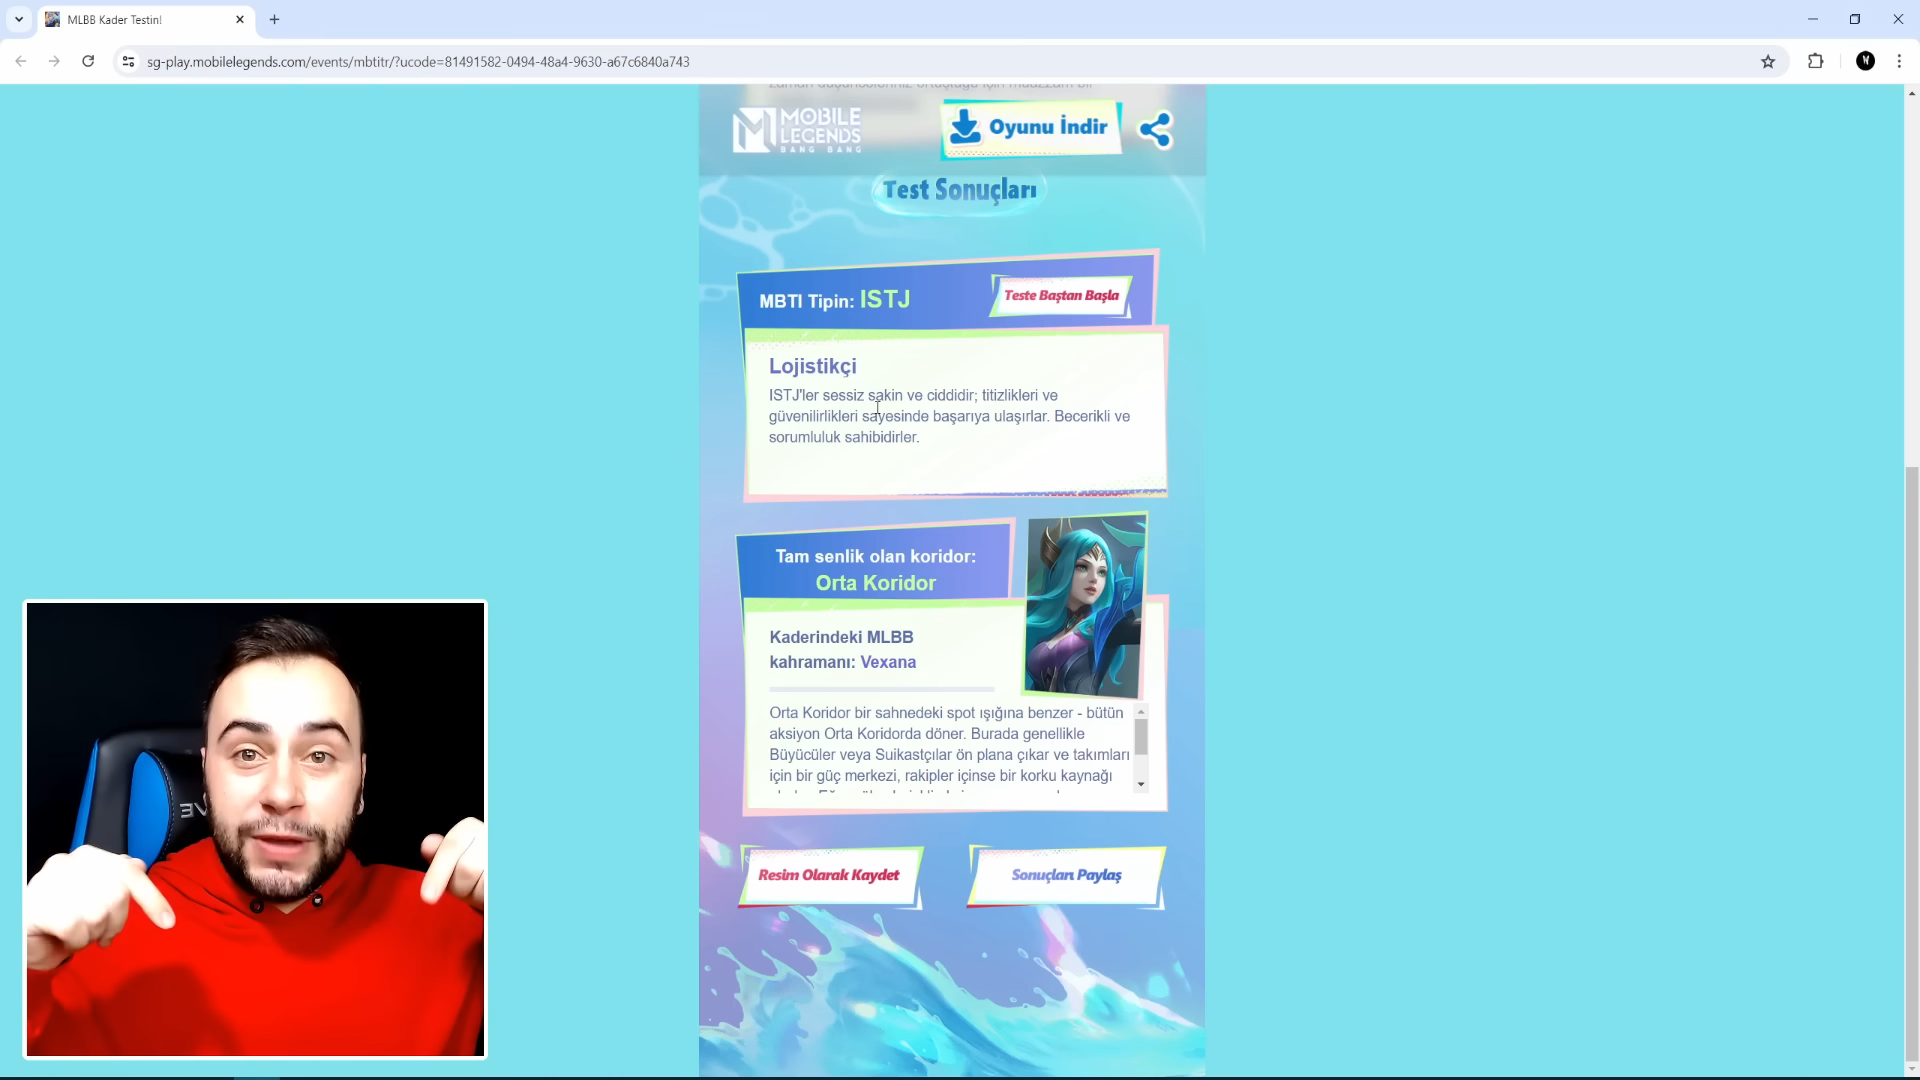 MLBB Kader Testin!
sg-play.mobilelegends.com/events/mbtitr/?ucode=81491582-0494-48a4-9630-a67c6840a743
W
MOBILE
LEGENDS
BANG BANG
Oyunu İndir
Test Sonuçları
MBTI Tipin: ISTJ
Teste Baştan Başla
Lojistikçi
ISTJ'ler sessiz sakin ve ciddidir; titizlikleri ve
güvenilirlikleri sayesinde başarıya ulaşırlar. Becerikli ve
sorumluluk sahibidirler.
Tam senlik olan koridor:
Orta Koridor
Kaderindeki MLBB
kahramanı: Vexana
Orta Koridor bir sahnedeki spot ışığına benzer - bütün
aksiyon Orta Koridorda döner. Burada genellikle
Büyücüler veya Suikastçılar ön plana çıkar ve takımları
için bir güç merkezi, rakipler içinse bir korku kaynağı
Resim Olarak Kaydet
Sonuçları Paylaş